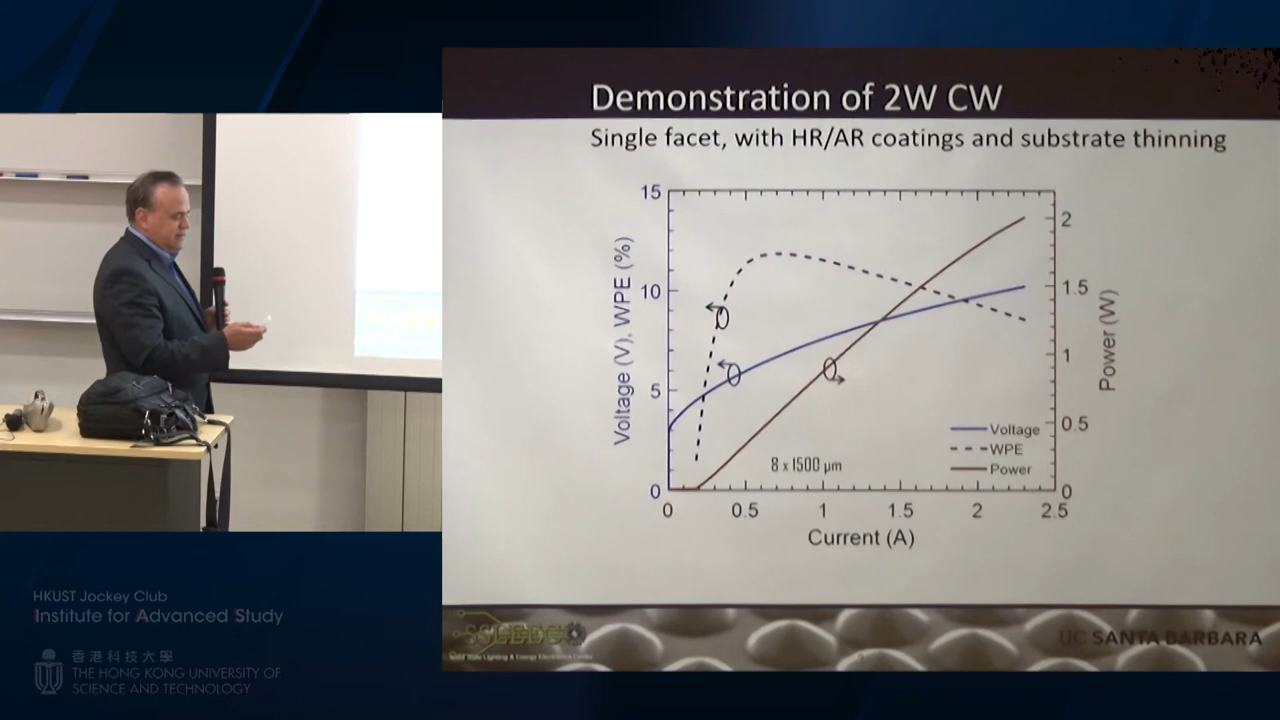 Demonstration of 2W CW
Single facet, with HR/AR coatings and substrate thinning
15
10
5
0
Voltage (V), WPE (%)
2
1.5
1
0.5
0
Power (W)
Voltage
WPE
Power
8 x 1500 µm
0 0.5 1 1.5 2 2.5
Current (A)
UC SANTA BARBARA
HKUST Jockey Club
Institute for Advanced Study
香港科技大學
THE HONG KONG UNIVERSITY OF
SCIENCE AND TECHNOLOGY